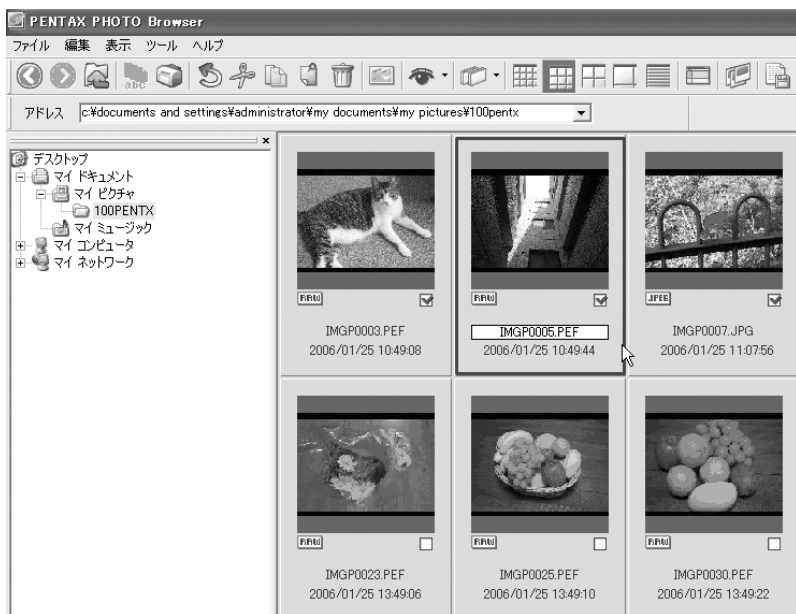 PENTAX PHOTO Browser
ファイル 編集 表示 ツール ヘルプ
abc
アドレス c:¥documents and settings¥administrator¥my documents¥my pictures¥100pentx
デスクトップ
マイ ドキュメント
マイ ピクチャ
100PENTX
マイ ミュージック
マイ コンピュータ
マイ ネットワーク
RAW RAW JPEG
IMGP0003.PEF IMGP0005.PEF IMGP0007.JPG
2006/01/25 10:49:08 2006/01/25 10:49:44 2006/01/25 11:07:56
RAW RAW RAW
IMGP0023.PEF IMGP0025.PEF IMGP0030.PEF
2006/01/25 13:49:06 2006/01/25 13:49:10 2006/01/25 13:49:22